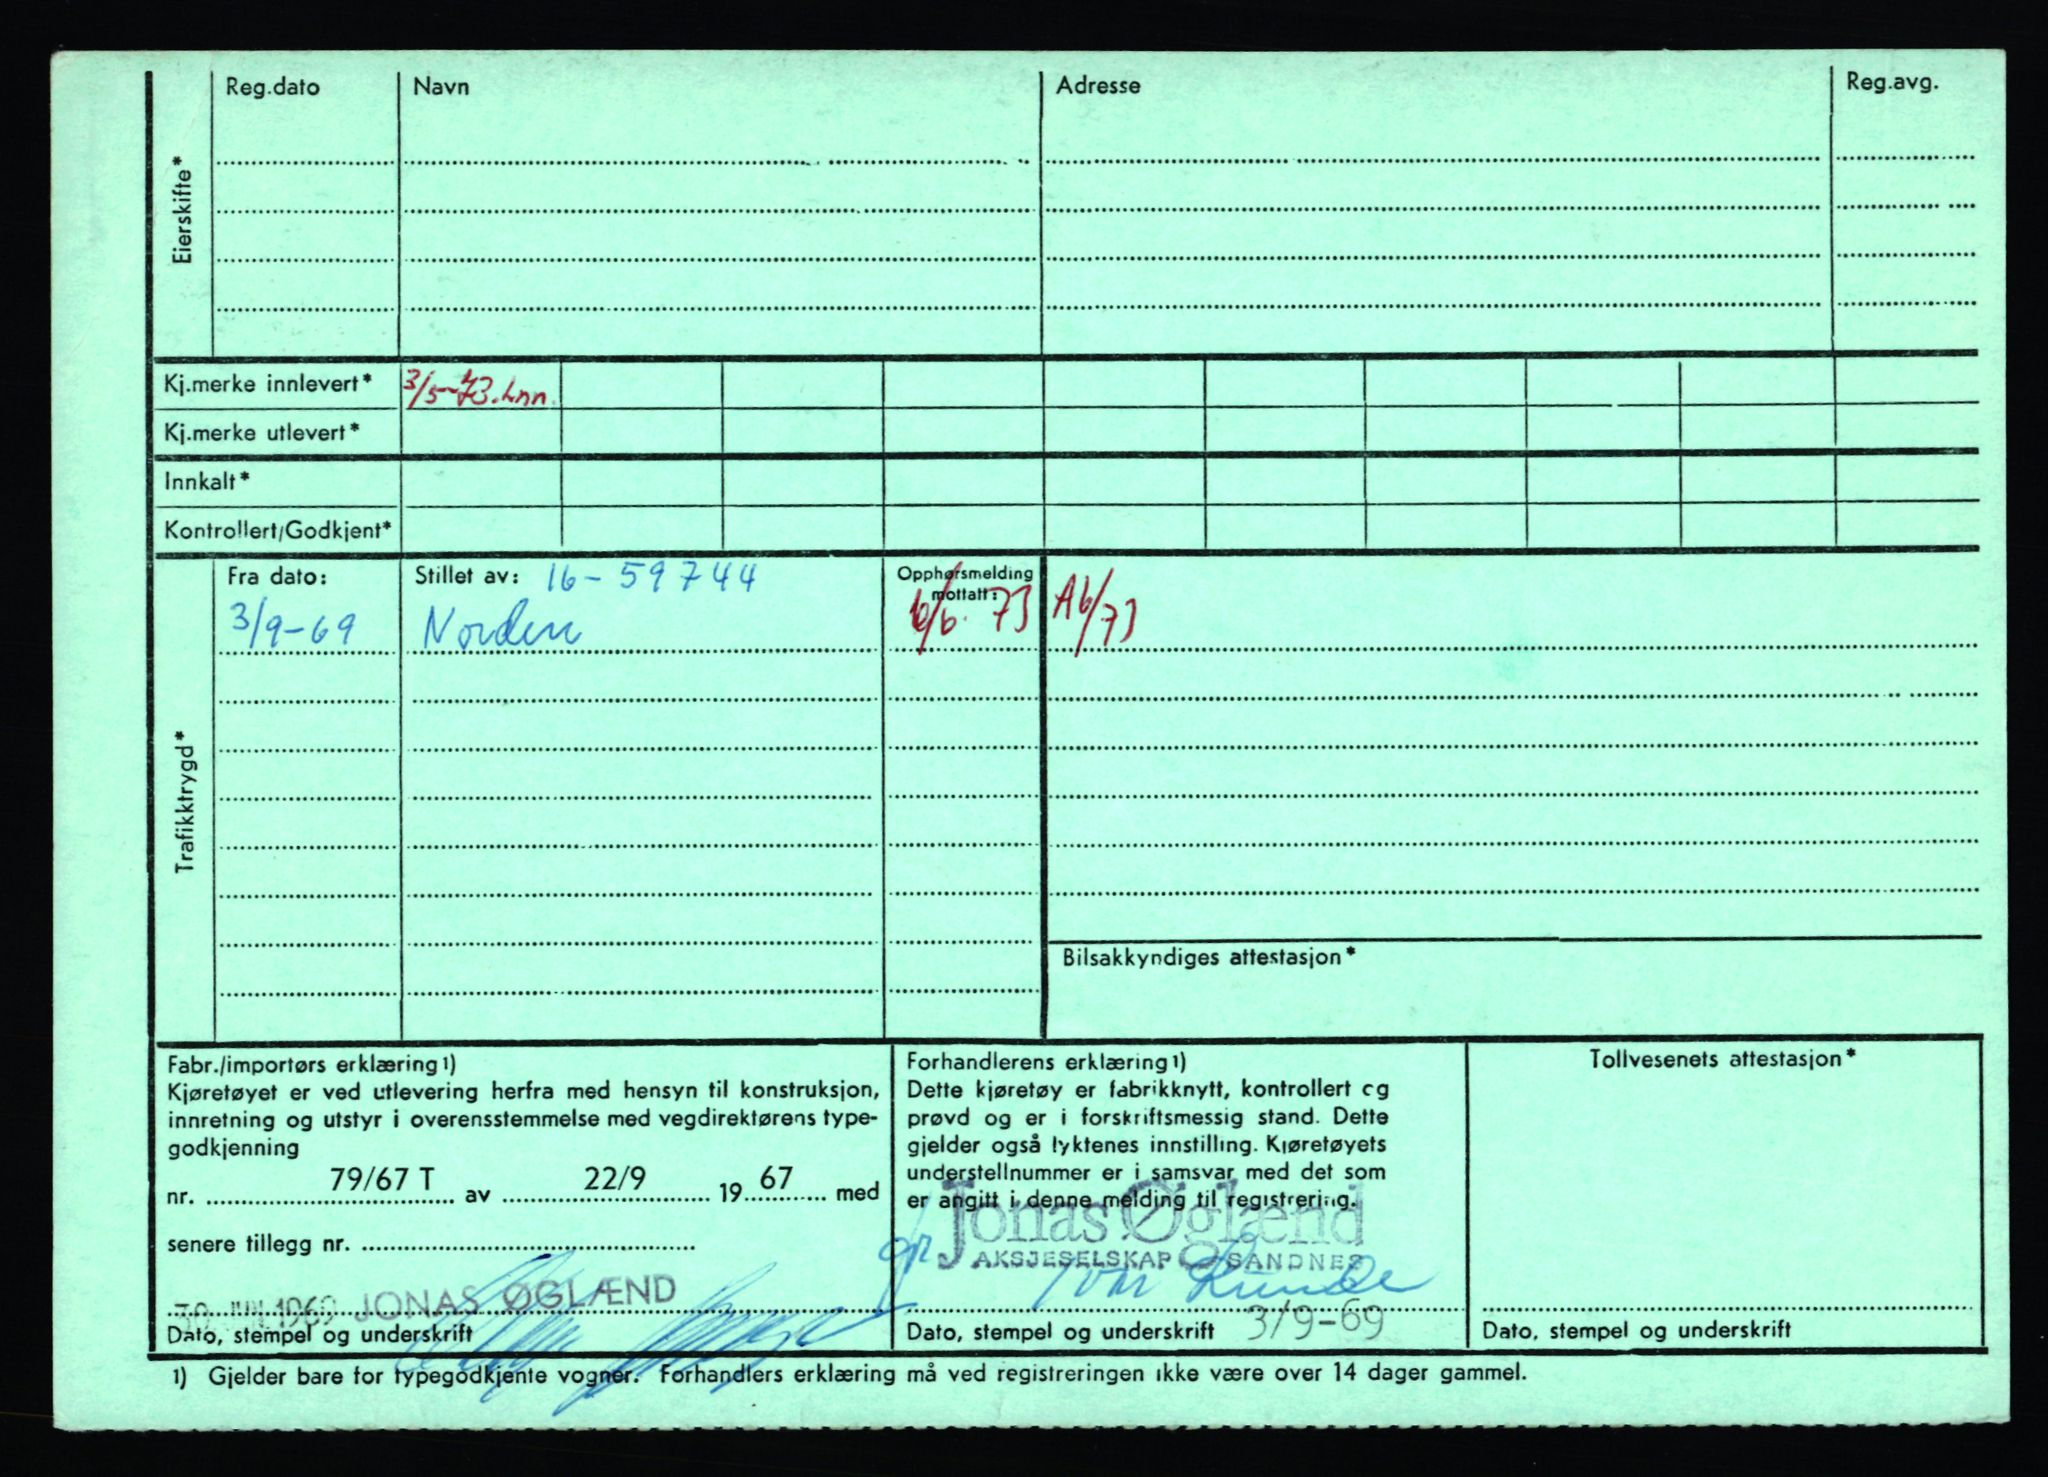 Reg.dato Navn Adresse Reg.avg.
Eierskifte*
Kj.merke innlevert* 3/5-73. Lnn.
Kj.merke utlevert*
Innkalt*
Kontrollert/Godkjent*
Trafikktrygd*
Fra dato: Stillet av: 16-59744 Opphørsmelding
mottatt:
3/9-69 Norden /6. 73 A6/73
Bilsakkyndiges attestasjon*
Fabr./importørs erklæring 1)
Kjøretøyet er ved utlevering herfra med hensyn til konstruksjon,
innretning og utstyr i overensstemmelse med vegdirektørens type-
godkjenning
nr. 79/67 T av 22/9 19 67 med
senere tillegg nr.
30 JUN. 1969 JONAS ØGLÆND
Dato, stempel og underskrift
Forhandlerens erklæring 1)
Dette kjøretøy er fabrikknytt, kontrollert og
prøvd og er i forskriftsmessig stand. Dette
gjelder også lyktenes innstilling. Kjøretøyets
understellnummer er i samsvar med det som
er angitt i denne melding til registrering.
Jonas Øglænd
AKSJESELSKAP SANDNES
Dato, stempel og underskrift 3/9-69
Tollvesenets attestasjon*
Dato, stempel og underskrift
1) Gjelder bare for typegodkjente vogner. Forhandlers erklæring må ved registreringen ikke være over 14 dager gammel.